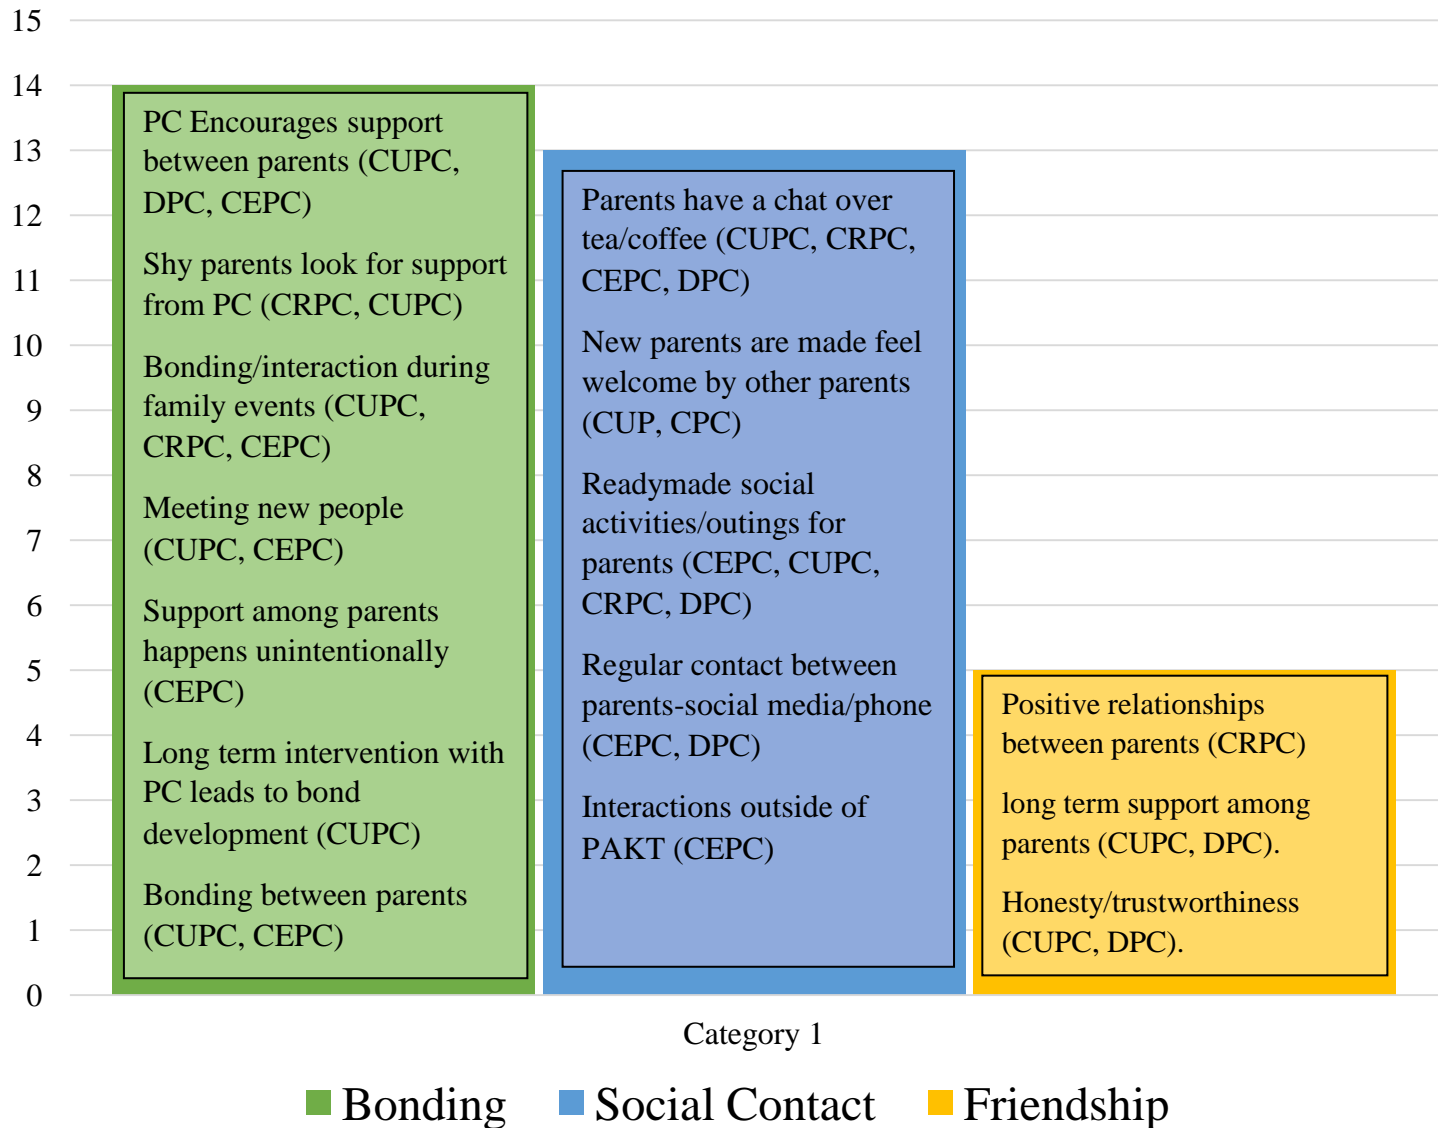 15
14
13
12
11
10
9
8
7
6
5
4
3
2
1
0
PC Encourages support
between parents (CUPC,
DPC, CEPC)
Shy parents look for support
from PC (CRPC, CUPC)
Bonding/interaction during
family events (CUPC,
CRPC, CEPC)
Meeting new people
(CUPC, CEPC)
Support among parents
happens unintentionally
(CEPC)
Long term intervention with
PC leads to bond
development (CUPC)
Bonding between parents
(CUPC, CEPC)
Parents have a chat over
tea/coffee (CUPC, CRPC,
CEPC, DPC)
New parents are made feel
welcome by other parents
(CUP, CPC)
Readymade social
activities/outings for
parents (CEPC, CUPC,
CRPC, DPC)
Regular contact between
parents-social media/phone
(CEPC, DPC)
Interactions outside of
PAKT (CEPC)
Positive relationships
between parents (CRPC)
long term support among
parents (CUPC, DPC).
Honesty/trustworthiness
(CUPC, DPC).
Category 1
Bonding Social Contact Friendship